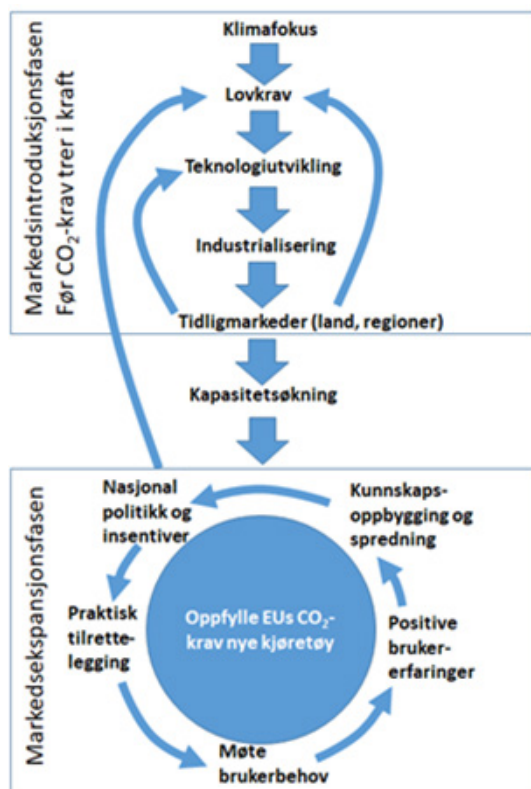 Markedsintroduksjonsfasen
Før CO₂-krav trer i kraft
Klimafokus
Lovkrav
Teknologiutvikling
Industrialisering
Tidligmarkeder (land, regioner)
Kapasitetsøkning
Markedsekspansjonsfasen
Nasjonal
politikk og
insentiver
Kunnskaps-
oppbygging og
spredning
Praktisk
tilrette-
legging
Oppfylle EUs CO₂-
krav nye kjøretøy
Positive
bruker-
erfaringer
Møte
brukerbehov